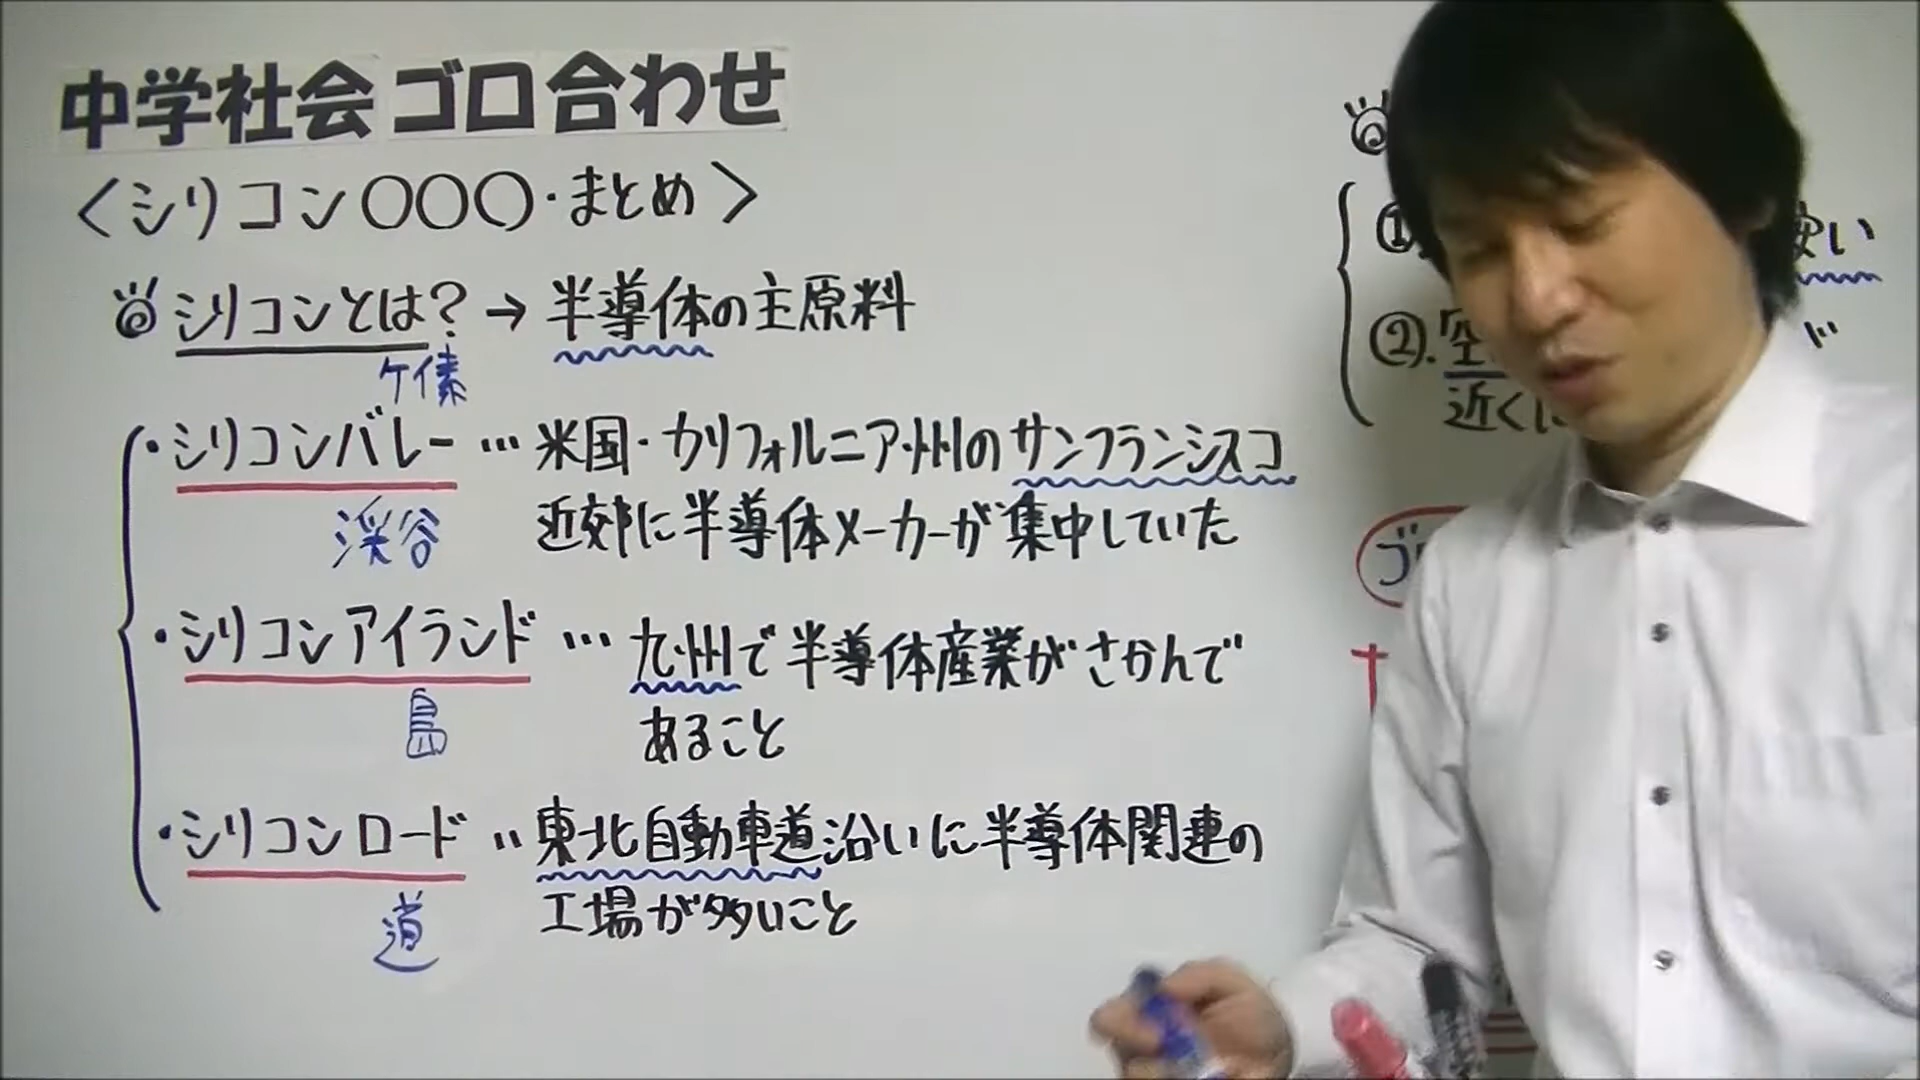 中学社会ゴロ合わせ
〈シリコン〇〇〇・まとめ〉
シリコンとは? → 半導体の主原料
ケイ素
・シリコンバレー … 米国・カリフォルニア州のサンフランシスコ
渓谷
近郊に半導体メーカーが集中していた
・シリコンアイランド … 九州で半導体産業がさかんで
島
あること
・シリコンロード … 東北自動車道沿いに半導体関連の
道
工場が多いこと
①
安い
②.「空
近くに
ゴ